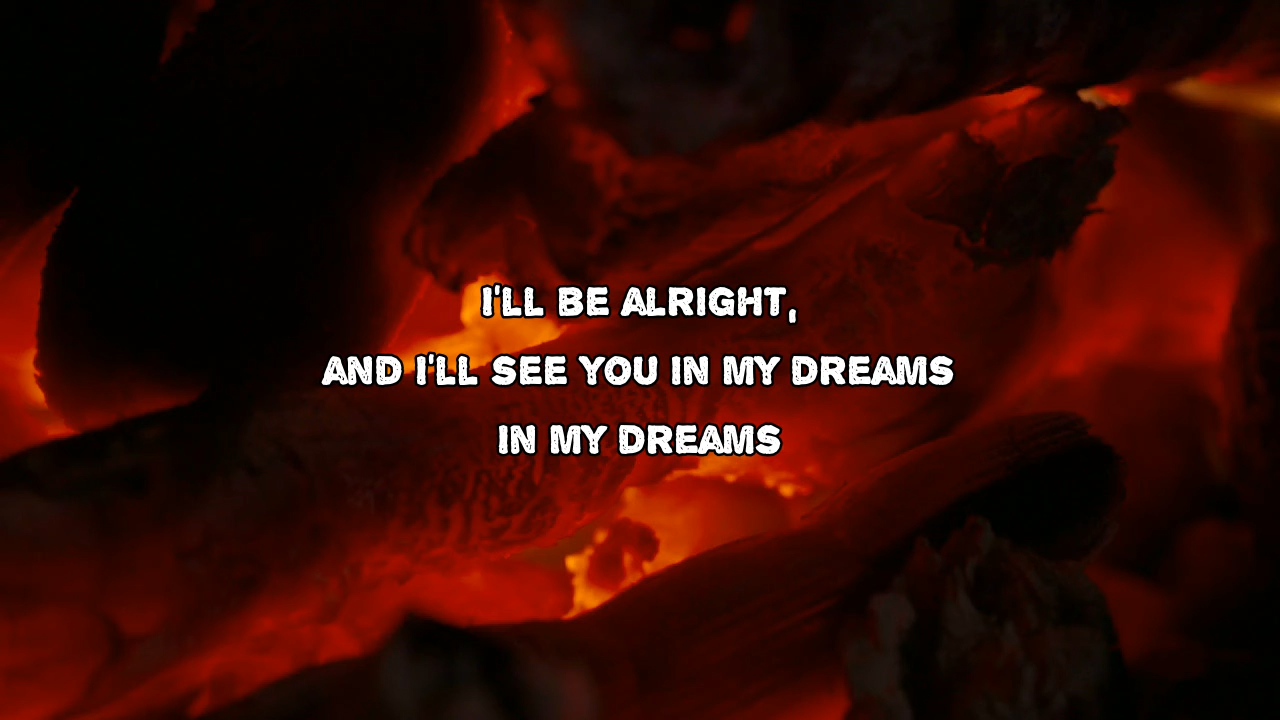 I'LL BE ALRIGHT,
AND I'LL SEE YOU IN MY DREAMS
IN MY DREAMS